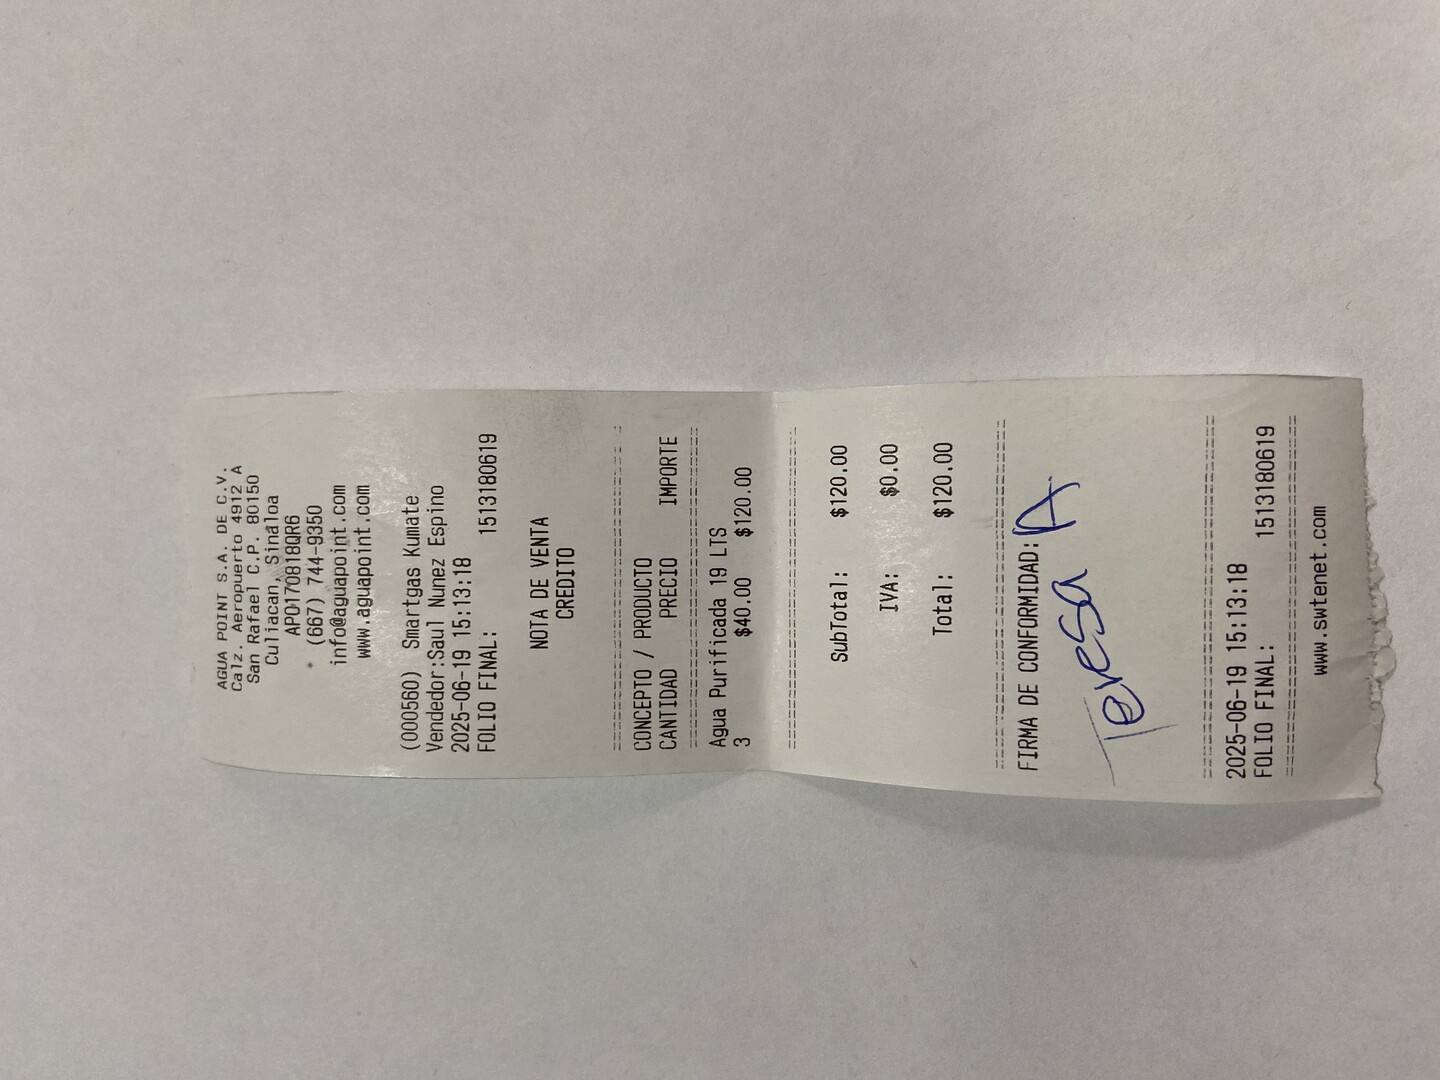 AGUA POINT S.A. DE C.V.
Calz. Aeropuerto 4912 A
San Rafael C.P. 80150
Culiacan, Sinaloa
APO170818QR6
(667) 744-9350
info@aguapoint.com
www.aguapoint.com
(000560) Smartgas Kumate
Vendedor:Saul Nunez Espino
2025-06-19 15:13:18
FOLIO FINAL: 1513180619
NOTA DE VENTA
CREDITO
CONCEPTO / PRODUCTO
CANTIDAD PRECIO IMPORTE
Agua Purificada 19 LTS
3 $40.00 $120.00
SubTotal: $120.00
IVA: $0.00
Total: $120.00
FIRMA DE CONFORMIDAD:
Teresa A
2025-06-19 15:13:18
FOLIO FINAL: 1513180619
www.swtenet.com